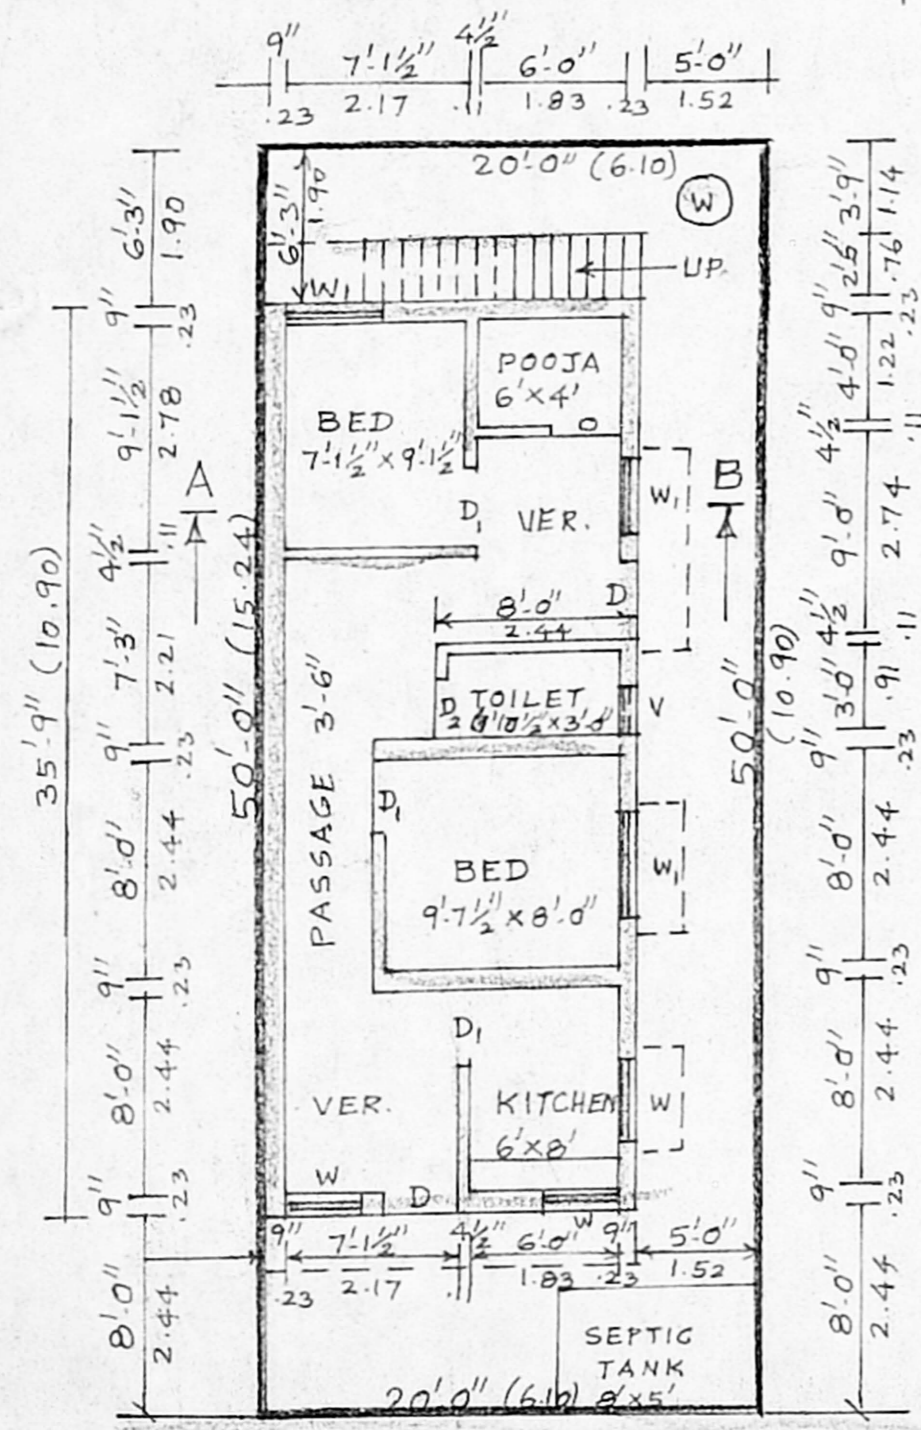 9" 7'-1½" 4½" 6'-0" 5'-0"
.23 2.17 .11 1.83 .23 1.52
20'-0" (6.10)
W
6'-3" 1.90
UP
W1
POOJA
6'×4'
O
BED
7'-1½" × 9'-1½"
D1
VER.
W1
A
B
8'-0"
2.44
D
TOILET
D2
V
PASSAGE 3'-6"
D1
BED
9'-7½" × 8'-0"
W1
D1
VER.
KITCHEN
6'×8'
W
W
D
W
9" 7'-1½" 4½" 6'-0" 9" 5'-0"
.23 2.17 .11 1.83 .23 1.52
SEPTIC
TANK
8'×5'
20'-0" (6.10)
50'-0" (15.24)
50'-0"
(10.90)
35'-9" (10.90)
6'-3" 1.90
9" .23
9'-1½" 2.78
4½" .11
7'-3" 2.21
9" .23
8'-0" 2.44
9" .23
8'-0" 2.44
9" .23
8'-0" 2.44
3'-9" 1.14
2'6" .76
9" .23
4'-0" 1.22
4½" .11
9'-0" 2.74
4½" .11
3'-0" .91
9" .23
8'-0" 2.44
9" .23
8'-0" 2.44
9" .23
8'-0" 2.44